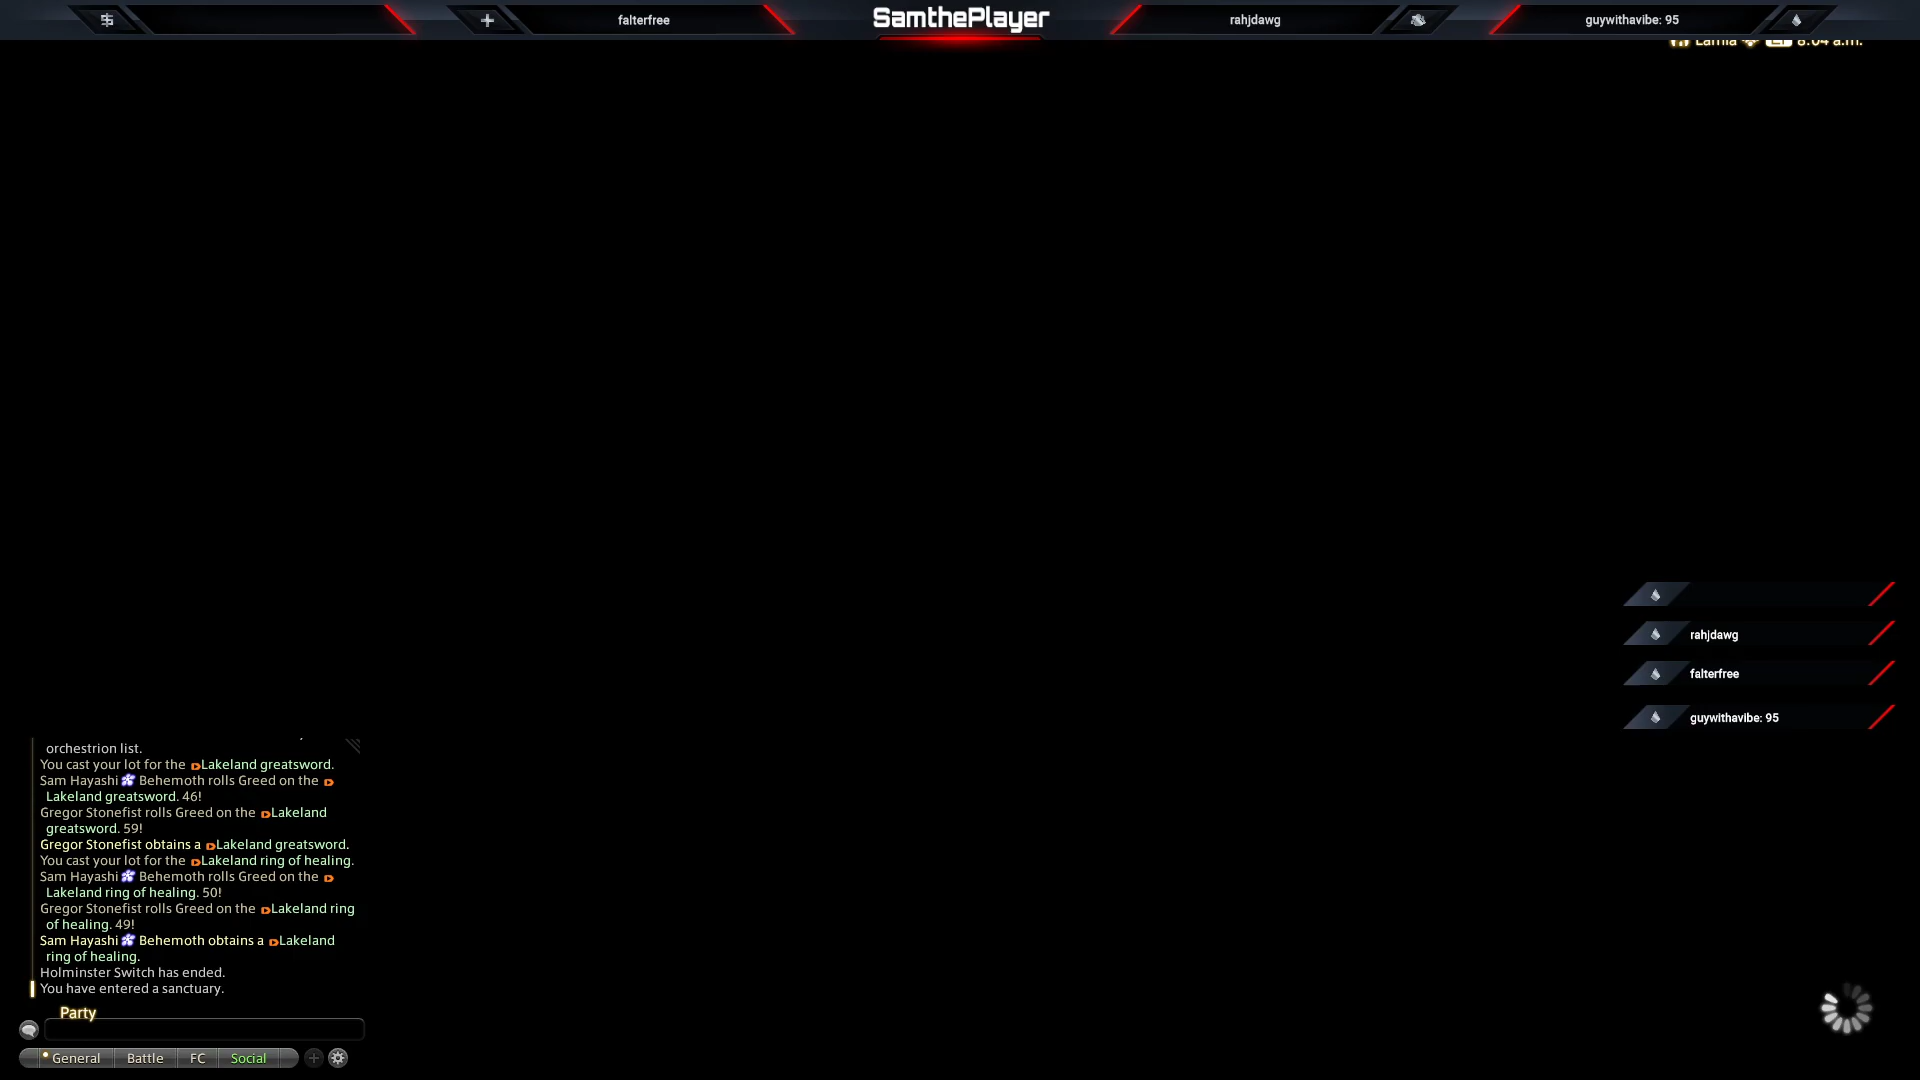 falterfree
SamthePlayer
rahjdawg
guywithavibe: 95
Lamia
8:04 a.m.
rahjdawg
falterfree
guywithavibe: 95
orchestrion list.
You cast your lot for the Lakeland greatsword.
Sam Hayashi Behemoth rolls Greed on the
Lakeland greatsword. 46!
Gregor Stonefist rolls Greed on the Lakeland
greatsword. 59!
Gregor Stonefist obtains a Lakeland greatsword.
You cast your lot for the Lakeland ring of healing.
Sam Hayashi Behemoth rolls Greed on the
Lakeland ring of healing. 50!
Gregor Stonefist rolls Greed on the Lakeland ring
of healing. 49!
Sam Hayashi Behemoth obtains a Lakeland
ring of healing.
Holminster Switch has ended.
You have entered a sanctuary.
Party
General Battle FC Social